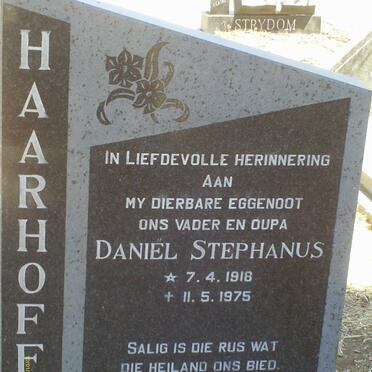 STRYDOM
HAARHOFF
IN LIEFDEVOLLE HERINNERING
AAN
MY DIERBARE EGGENOOT
ONS VADER EN OUPA
DANIËL STEPHANUS
★ 7.4.1918
✝ 11.5.1975
SALIG IS DIE RUS WAT
DIE HEILAND ONS BIED.